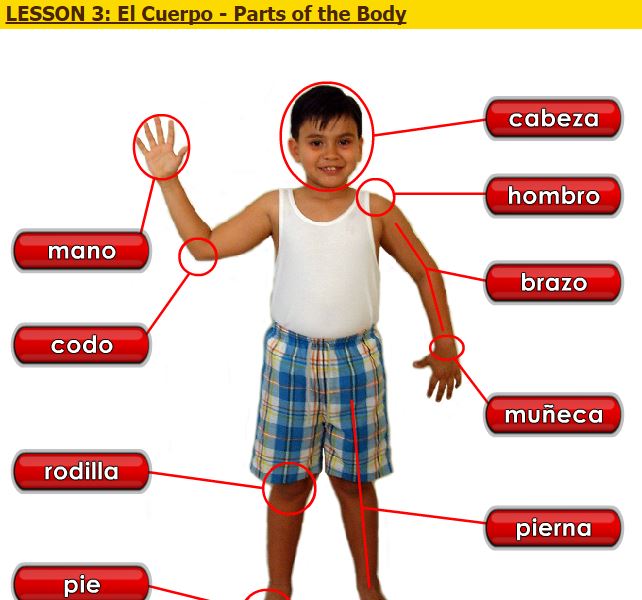 LESSON 3: El Cuerpo - Parts of the Body
cabeza
hombro
mano
brazo
codo
muñeca
rodilla
pierna
pie